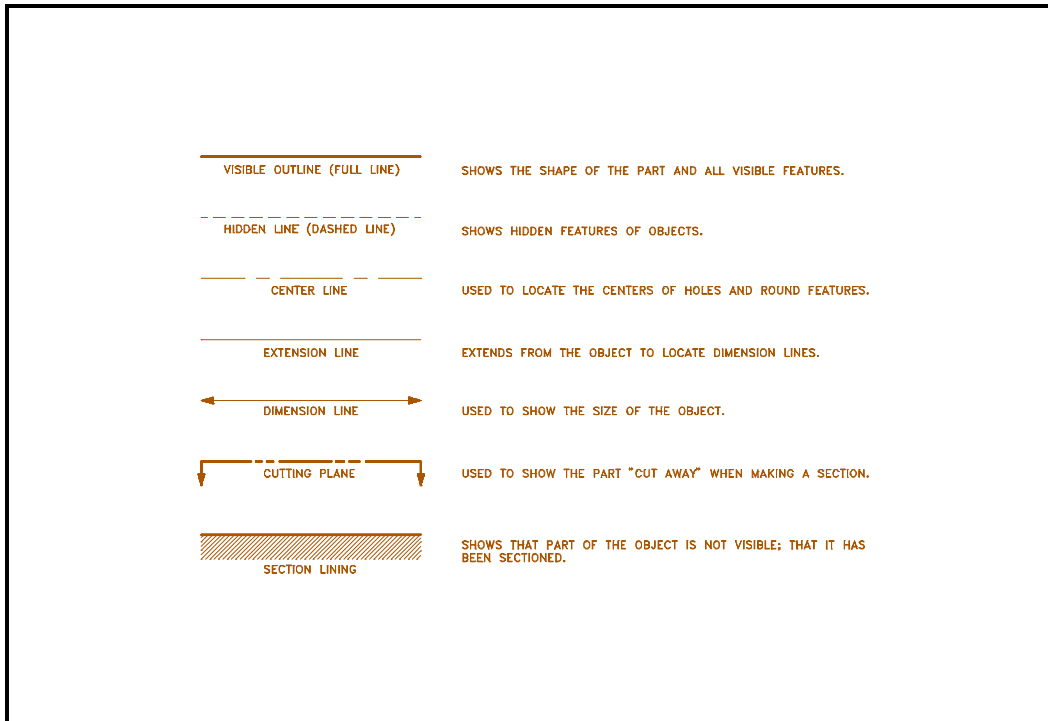 VISIBLE OUTLINE (FULL LINE)
SHOWS THE SHAPE OF THE PART AND ALL VISIBLE FEATURES.
HIDDEN LINE (DASHED LINE)
SHOWS HIDDEN FEATURES OF OBJECTS.
CENTER LINE
USED TO LOCATE THE CENTERS OF HOLES AND ROUND FEATURES.
EXTENSION LINE
EXTENDS FROM THE OBJECT TO LOCATE DIMENSION LINES.
DIMENSION LINE
USED TO SHOW THE SIZE OF THE OBJECT.
CUTTING PLANE
USED TO SHOW THE PART "CUT AWAY" WHEN MAKING A SECTION.
SECTION LINING
SHOWS THAT PART OF THE OBJECT IS NOT VISIBLE; THAT IT HAS
BEEN SECTIONED.